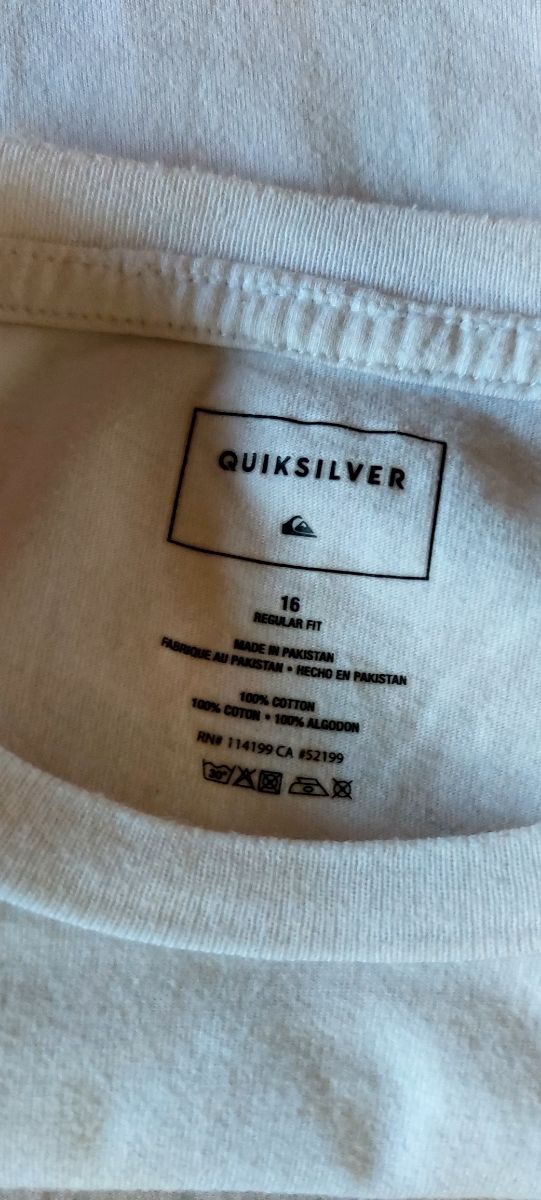 QUIKSILVER
16
REGULAR FIT
MADE IN PAKISTAN
FABRIQUE AU PAKISTAN • HECHO EN PAKISTAN
100% COTTON
100% COTON • 100% ALGODON
RN# 114199 CA #52199
30°